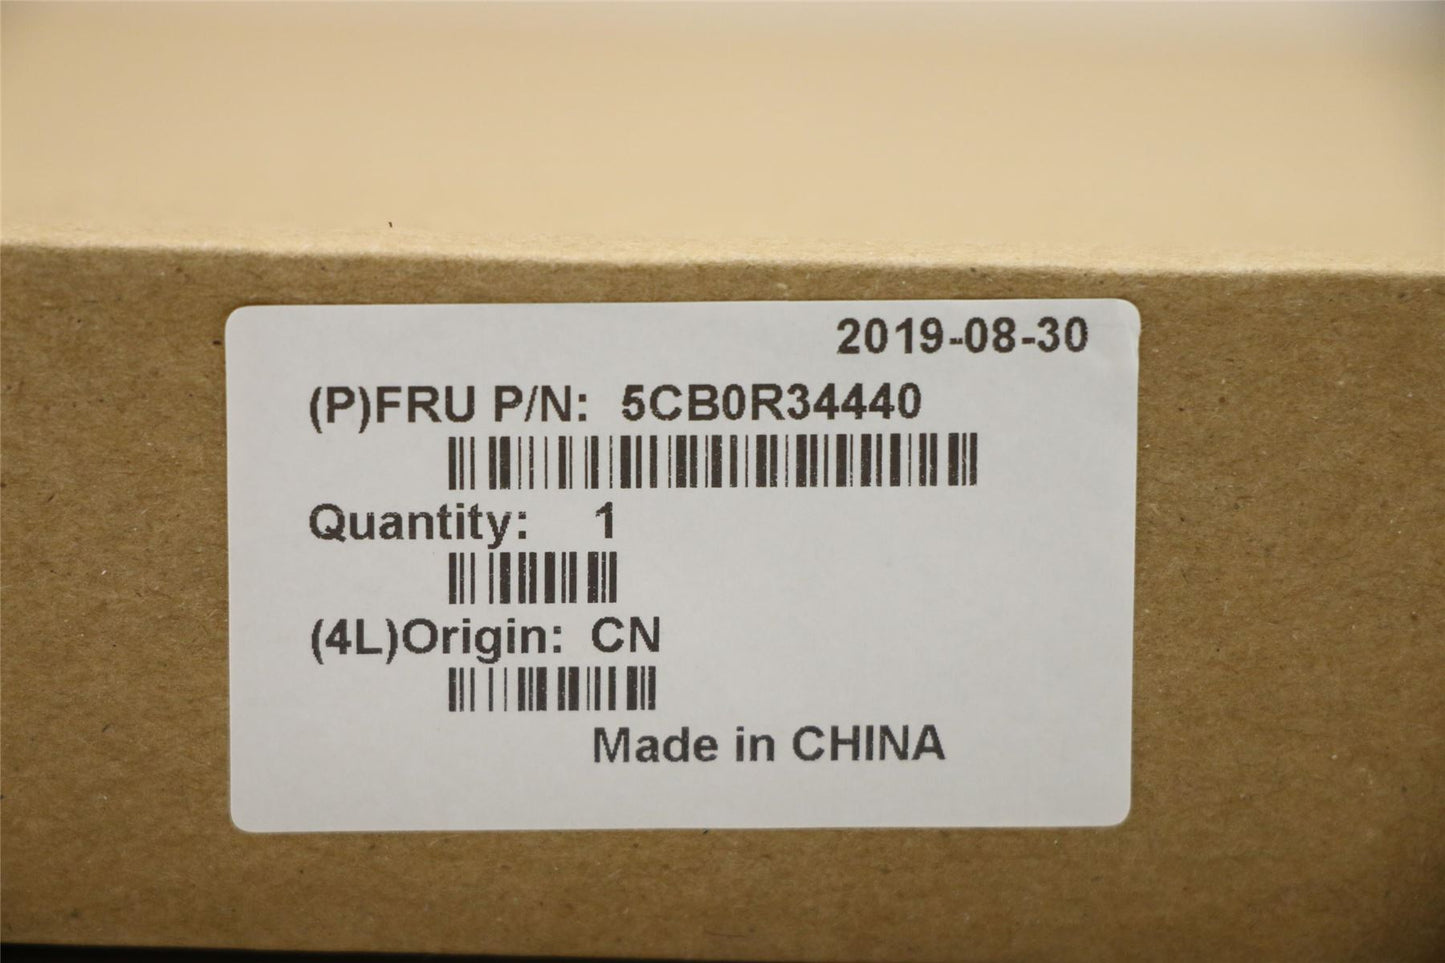 2019-08-30
(P)FRU P/N: 5CB0R34440
Quantity: 1
(4L)Origin: CN
Made in CHINA